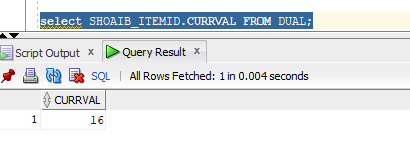 select SHOAIB_ITEMID.CURRVAL FROM DUAL;
Script Output x Query Result x
SQL | All Rows Fetched: 1 in 0.004 seconds
CURRVAL
1 16